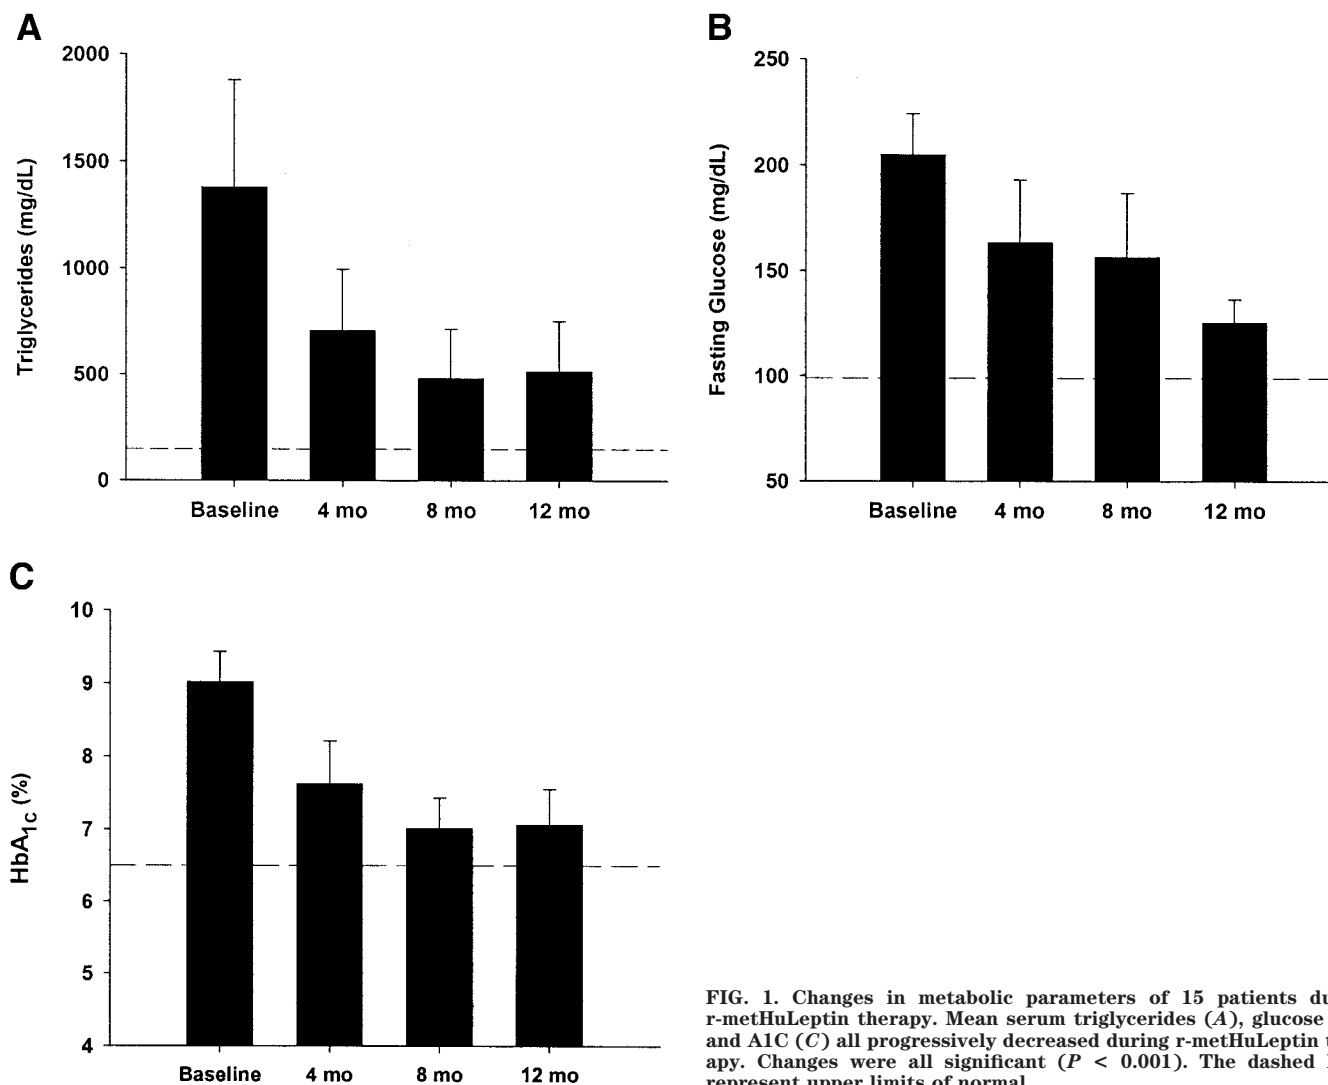 A
2000
1500
1000
500
0
Triglycerides (mg/dL)
Baseline 4 mo 8 mo 12 mo
B
250
200
150
100
50
Fasting Glucose (mg/dL)
Baseline 4 mo 8 mo 12 mo
C
10
9
8
7
6
5
4
HbA1C (%)
Baseline 4 mo 8 mo 12 mo
FIG. 1. Changes in metabolic parameters of 15 patients du
r-metHuLeptin therapy. Mean serum triglycerides (A), glucose
and A1C (C) all progressively decreased during r-metHuLeptin t
apy. Changes were all significant (P < 0.001). The dashed
represent upper limits of normal.